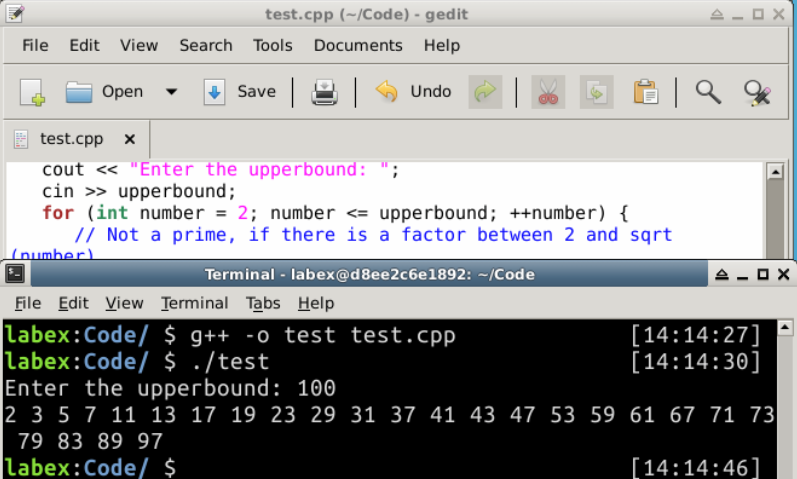 test.cpp (~/Code) - gedit
File Edit View Search Tools Documents Help
Open Save Undo
test.cpp x
cout << "Enter the upperbound: ";
cin >> upperbound;
for (int number = 2; number <= upperbound; ++number) {
// Not a prime, if there is a factor between 2 and sqrt
(number)
Terminal - labex@d8ee2c6e1892: ~/Code
File Edit View Terminal Tabs Help
labex:Code/ $ g++ -o test test.cpp [14:14:27]
labex:Code/ $ ./test [14:14:30]
Enter the upperbound: 100
2 3 5 7 11 13 17 19 23 29 31 37 41 43 47 53 59 61 67 71 73
79 83 89 97
labex:Code/ $ [14:14:46]